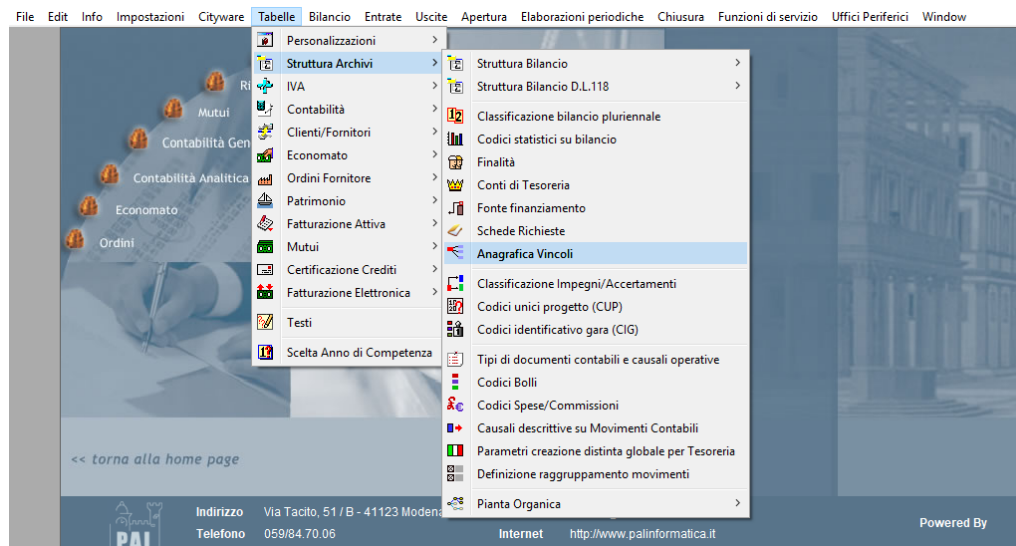 File Edit Info Impostazioni Cityware Tabelle Bilancio Entrate Uscite Apertura Elaborazioni periodiche Chiusura Funzioni di servizio Uffici Periferici Window
Personalizzazioni
Struttura Archivi
IVA
Contabilità
Clienti/Fornitori
Economato
Ordini Fornitore
Patrimonio
Fatturazione Attiva
Mutui
Certificazione Crediti
Fatturazione Elettronica
Testi
Scelta Anno di Competenza
Struttura Bilancio
Struttura Bilancio D.L.118
Classificazione bilancio pluriennale
Codici statistici su bilancio
Finalità
Conti di Tesoreria
Fonte finanziamento
Schede Richieste
Anagrafica Vincoli
Classificazione Impegni/Accertamenti
Codici unici progetto (CUP)
Codici identificativo gara (CIG)
Tipi di documenti contabili e causali operative
Codici Bolli
Codici Spese/Commissioni
Causali descrittive su Movimenti Contabili
Parametri creazione distinta globale per Tesoreria
Definizione raggruppamento movimenti
Pianta Organica
Ri
Mutui
Contabilità Gen
Contabilità Analitica
Economato
Ordini
<< torna alla home page
PAL
Indirizzo Via Tacito, 51 / B - 41123 Modena
Telefono 059/84.70.06
Internet http://www.palinformatica.it
Powered By